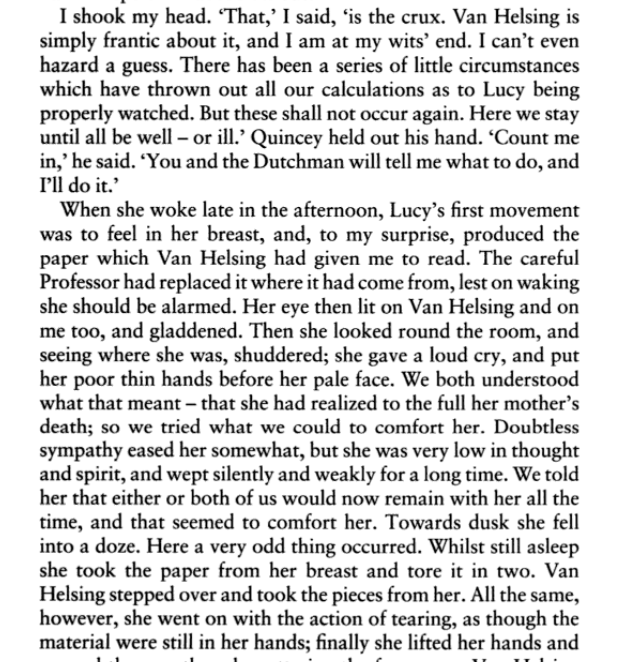 I shook my head. ‘That,’ I said, ‘is the crux. Van Helsing is
simply frantic about it, and I am at my wits’ end. I can’t even
hazard a guess. There has been a series of little circumstances
which have thrown out all our calculations as to Lucy being
properly watched. But these shall not occur again. Here we stay
until all be well – or ill.’ Quincey held out his hand. ‘Count me
in,’ he said. ‘You and the Dutchman will tell me what to do, and
I’ll do it.’
When she woke late in the afternoon, Lucy’s first movement
was to feel in her breast, and, to my surprise, produced the
paper which Van Helsing had given me to read. The careful
Professor had replaced it where it had come from, lest on waking
she should be alarmed. Her eye then lit on Van Helsing and on
me too, and gladdened. Then she looked round the room, and
seeing where she was, shuddered; she gave a loud cry, and put
her poor thin hands before her pale face. We both understood
what that meant – that she had realized to the full her mother’s
death; so we tried what we could to comfort her. Doubtless
sympathy eased her somewhat, but she was very low in thought
and spirit, and wept silently and weakly for a long time. We told
her that either or both of us would now remain with her all the
time, and that seemed to comfort her. Towards dusk she fell
into a doze. Here a very odd thing occurred. Whilst still asleep
she took the paper from her breast and tore it in two. Van
Helsing stepped over and took the pieces from her. All the same,
however, she went on with the action of tearing, as though the
material were still in her hands; finally she lifted her hands and